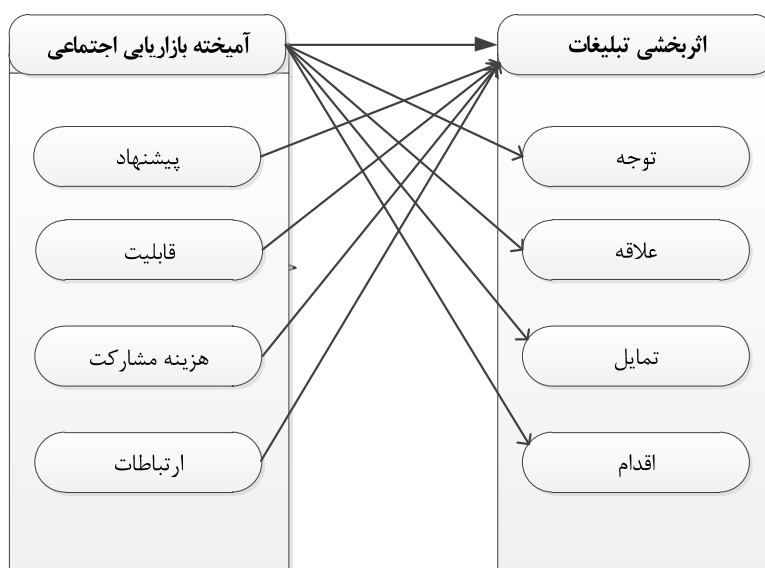 اثربخشی تبلیغات
توجه
علاقه
تمایل
اقدام
آمیخته بازاریابی اجتماعی
پیشنهاد
قابلیت
هزینه مشارکت
ارتباطات